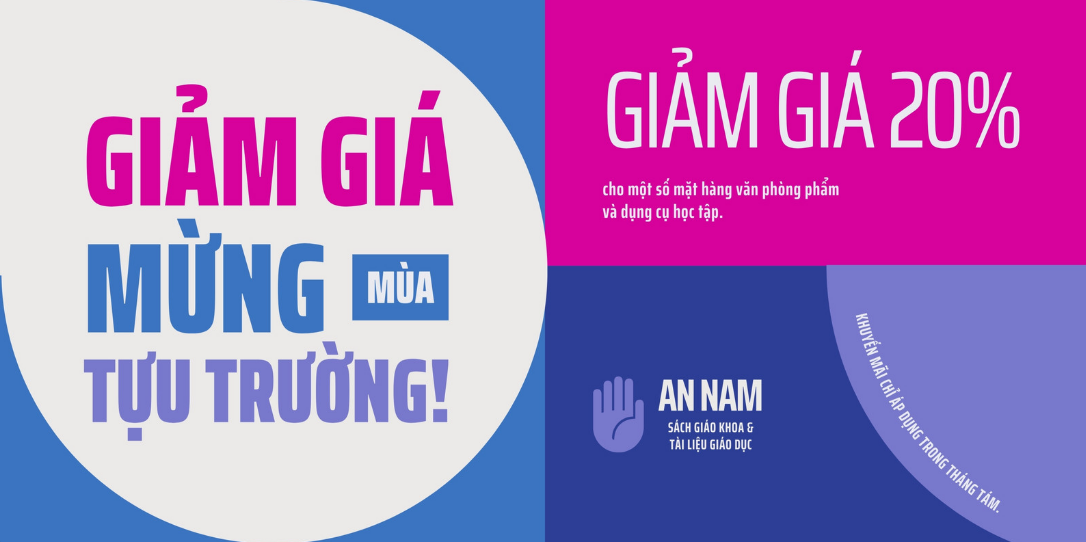 GIẢM GIÁ
MỪNG MÙA
TỰU TRƯỜNG!
GIẢM GIÁ 20%
cho một số mặt hàng văn phòng phẩm
và dụng cụ học tập.
AN NAM
SÁCH GIÁO KHOA &
TÀI LIỆU GIÁO DỤC
KHUYẾN MÃI CHỈ ÁP DỤNG TRONG THÁNG TÁM.